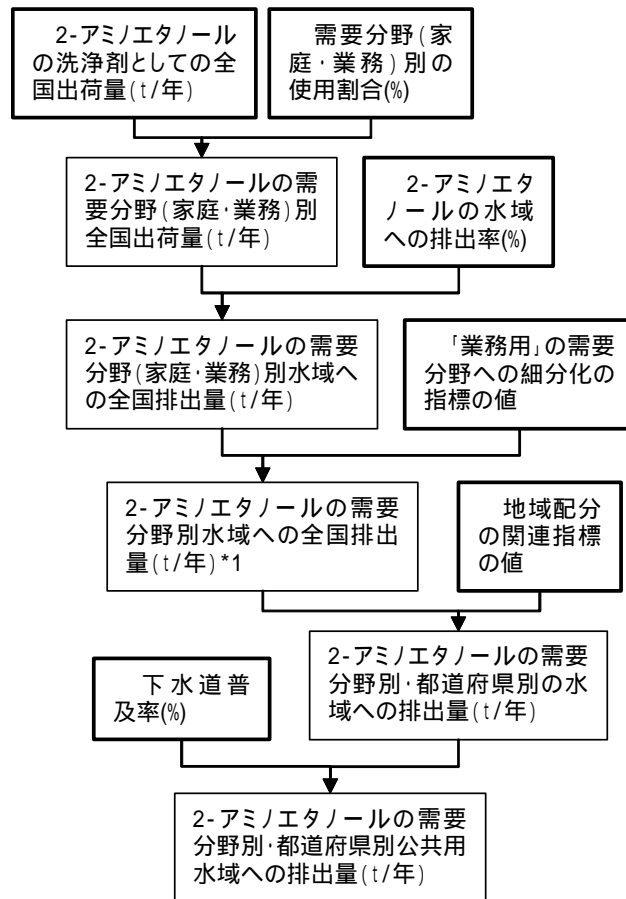 2-アミノエタノール
の洗浄剤としての全
国出荷量(t/年)
需要分野(家
庭・業務)別の
使用割合(%)
2-アミノエタノールの需
要分野(家庭・業務)別
全国出荷量(t/年)
2-アミノエタ
ノールの水域
への排出率(%)
2-アミノエタノールの需要
分野(家庭・業務)別水域へ
の全国排出量(t/年)
「業務用」の需要
分野への細分化の
指標の値
2-アミノエタノールの需要
分野別水域への全国排出
量(t/年)*1
地域配分
の関連指標
の値
2-アミノエタノールの需要
分野別・都道府県別の水
域への排出量(t/年)
下水道普
及率(%)
2-アミノエタノールの需要
分野別・都道府県別公共用
水域への排出量(t/年)